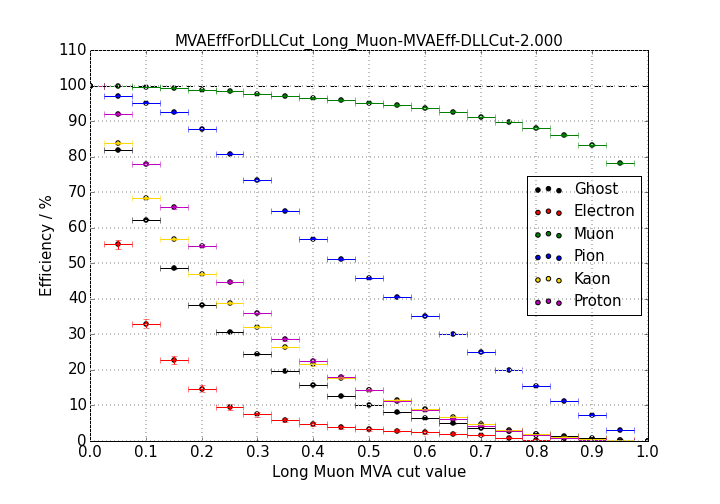 MVAEffForDLLCut_Long_Muon-MVAEff-DLLCut-2.000
110
100
90
80
70
60
50
40
30
20
10
0
Efficiency / %
Ghost
Electron
Muon
Pion
Kaon
Proton
0.0 0.1 0.2 0.3 0.4 0.5 0.6 0.7 0.8 0.9 1.0
Long Muon MVA cut value